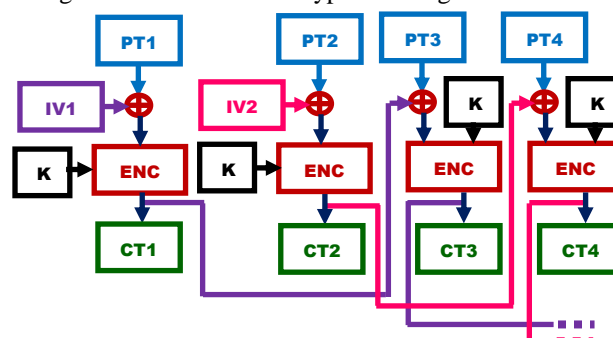 PT1 PT2 PT3 PT4
IV1 IV2 K K
K ENC K ENC ENC ENC
CT1 CT2 CT3 CT4